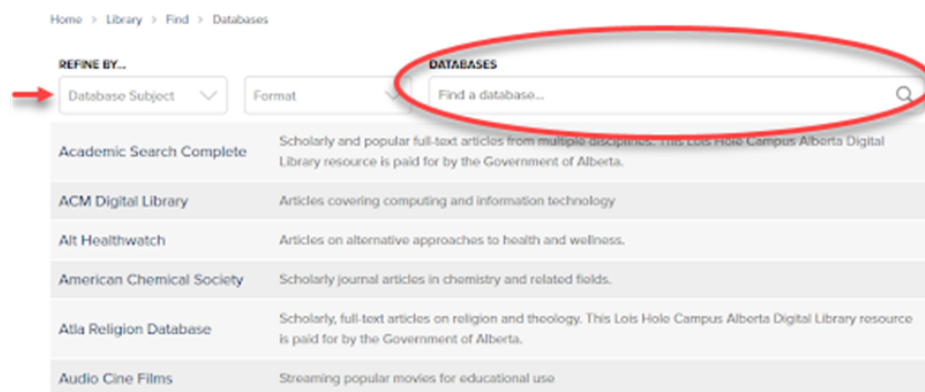 Home > Library > Find > Databases
REFINE BY...
DATABASES
Database Subject
Format
Find a database...
Academic Search Complete
Scholarly and popular full-text articles from multiple disciplines. This Lois Hole Campus Alberta Digital
Library resource is paid for by the Government of Alberta.
ACM Digital Library
Articles covering computing and information technology
Alt Healthwatch
Articles on alternative approaches to health and wellness.
American Chemical Society
Scholarly journal articles in chemistry and related fields.
Atla Religion Database
Scholarly, full-text articles on religion and theology. This Lois Hole Campus Alberta Digital Library resource
is paid for by the Government of Alberta.
Audio Cine Films
Streaming popular movies for educational use